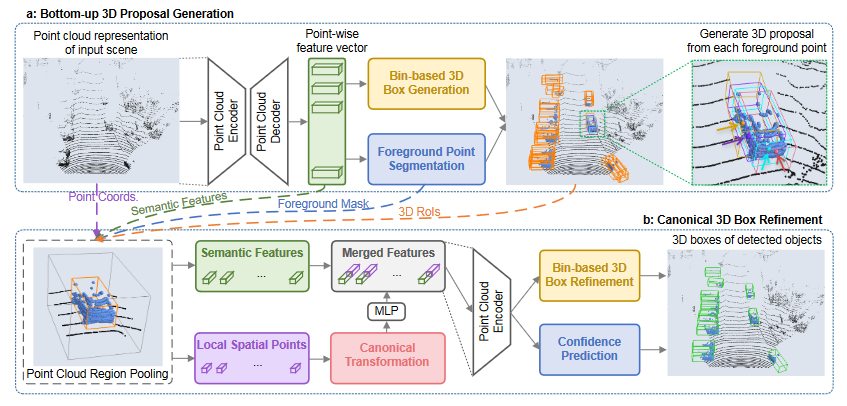 a: Bottom-up 3D Proposal Generation
Point cloud representation
of input scene
Point-wise
feature vector
Generate 3D proposal
from each foreground point
Point Cloud
Encoder
Point Cloud
Decoder
Bin-based 3D
Box Generation
Foreground Point
Segmentation
Point Coords.
Semantic Features
Foreground Mask
3D RoIs
b: Canonical 3D Box Refinement
Semantic Features
...
Merged Features
...
3D boxes of detected objects
Point Cloud
Encoder
Bin-based 3D
Box Refinement
MLP
Local Spatial Points
...
Canonical
Transformation
Confidence
Prediction
Point Cloud Region Pooling